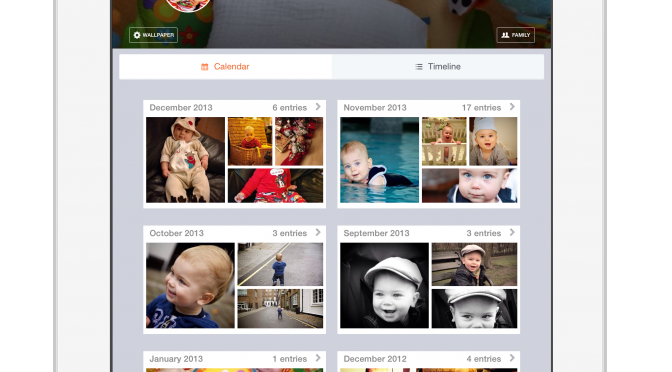 WALLPAPER
FAMILY
Calendar
Timeline
December 2013 6 entries
November 2013 17 entries
October 2013 3 entries
September 2013 3 entries
January 2013 1 entries
December 2012 4 entries